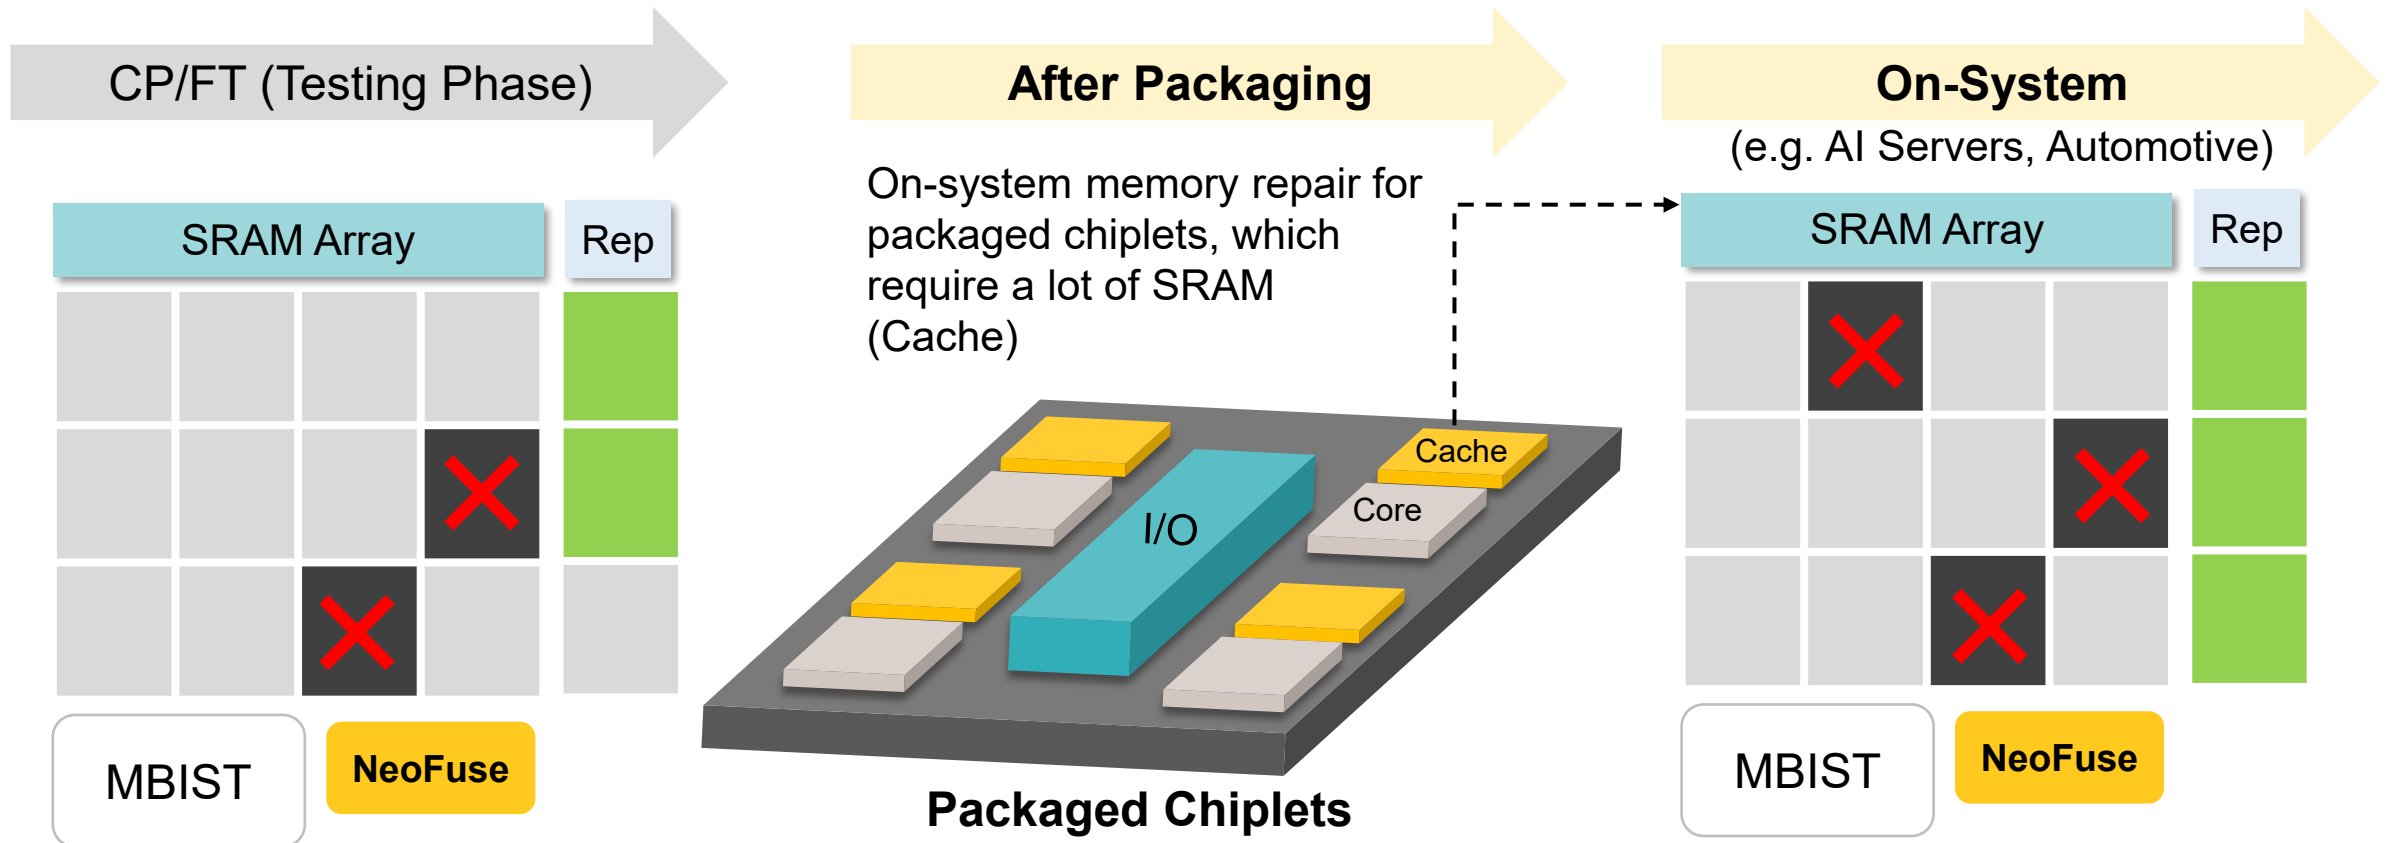 CP/FT (Testing Phase)
After Packaging
On-System
(e.g. AI Servers, Automotive)
SRAM Array
Rep
MBIST
NeoFuse
On-system memory repair for
packaged chiplets, which
require a lot of SRAM
(Cache)
Cache
Core
I/O
Packaged Chiplets
SRAM Array
Rep
MBIST
NeoFuse